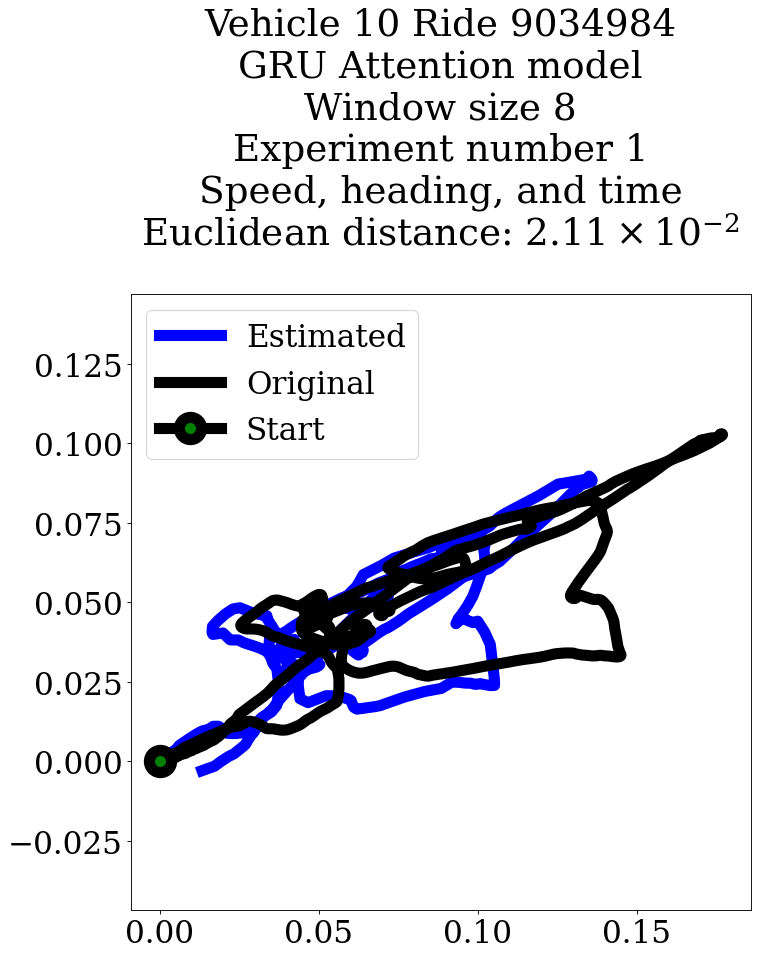 Vehicle 10 Ride 9034984
GRU Attention model
Window size 8
Experiment number 1
Speed, heading, and time
Euclidean distance: 2.11 × 10⁻²
Estimated
Original
Start
0.125
0.100
0.075
0.050
0.025
0.000
−0.025
0.00 0.05 0.10 0.15